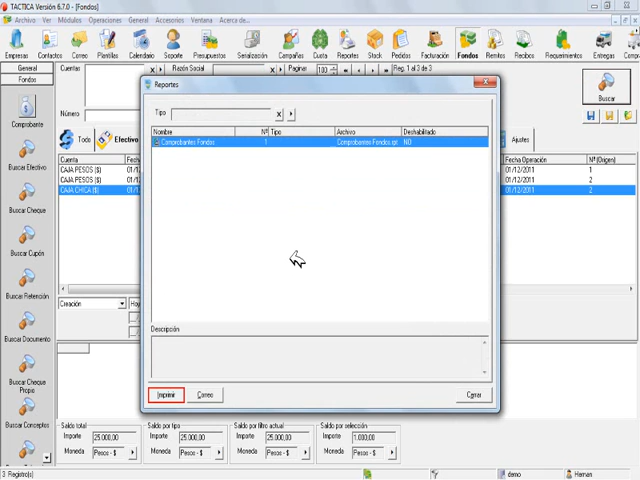 TACTICA Versión 6.7.0 - [Fondos]
Archivo Ver Módulos Operaciones General Accesorios Ventana Acerca de...
Empresas Contactos Correo Plantillas Calendario Soporte Presupuestos Serialización Campañas Cuota Reportes Stock Pedidos Facturación Fondos Remitos Recibos Requerimientos Entregas Compras
General
Fondos
Cuentas
Razón Social
Paginar 100
Reg. 1 al 3 de 3
Buscar
Número
Comprobante
Todo Efectivo
Ajustes
Buscar Efectivo
Buscar Cheque
Buscar Cupón
Buscar Retención
Buscar Documento
Buscar Cheque Propio
Buscar Conceptos
Cuenta
CAJA PESOS ($) 01/12
CAJA PESOS ($) 01/12
CAJA CHICA ($) 01/12
Fecha Operación Nº (Origen)
01/12/2011 1
01/12/2011 2
01/12/2011 2
Creación
Reportes
Tipo
Nombre Nº Tipo Archivo Deshabilitado
Comprobantes Fondos 1 Comprobantes Fondos.rpt NO
Descripción
Imprimir Correo Cerrar
Saldo total Saldo por tipo Saldo por filtro actual Saldo por selección
Importe 25.000,00 Importe 25.000,00 Importe 25.000,00 Importe 1.000,00
Moneda Pesos - $ Moneda Pesos - $ Moneda Pesos - $ Moneda Pesos - $
3 Registro(s)
demo
Hernan